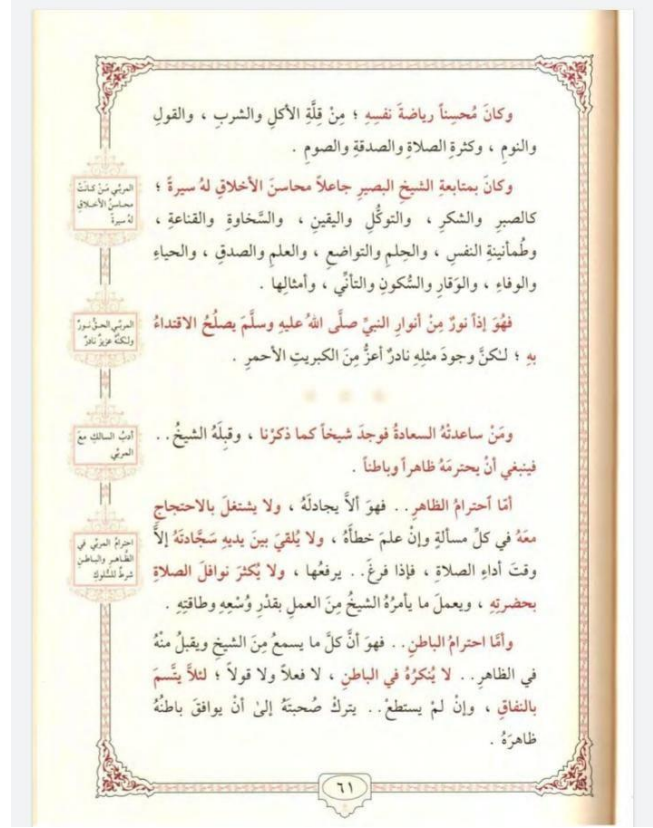 وكانَ مُحسِناً رياضةَ نفسِهِ ؛ مِنْ قِلَّةِ الأكلِ والشربِ ، والقولِ
والنومِ ، وكثرةِ الصلاةِ والصدقةِ والصومِ .
وكانَ بمتابعةِ الشيخِ البصيرِ جاعلاً محاسنَ الأخلاقِ لهُ سيرةً ؛
كالصبرِ والشكرِ ، والتوكُّلِ واليقينِ ، والسَّخاوةِ والقناعةِ ،
وطُمأنينةِ النفسِ ، والحِلمِ والتواضعِ ، والعلمِ والصدقِ ، والحياءِ
والوفاءِ ، والوَقارِ والسُّكونِ والتأنِّي ، وأمثالِها .
المربِّي مَنْ كانَتْ
محاسنُ الأخلاقِ
لهُ سيرةً
فهُوَ إذاً نورٌ مِنْ أنوارِ النبيِّ صلَّى اللهُ عليهِ وسلَّمَ يصلُحُ الاقتداءُ
بهِ ؛ لكنَّ وجودَ مثلِهِ نادرٌ أعزُّ مِنَ الكبريتِ الأحمرِ .
المربِّي الحقُّ نورٌ
ولكنَّهُ عزيزٌ نادرٌ
ومَنْ ساعدتْهُ السعادةُ فوجدَ شيخاً كما ذكرْنا ، وقبِلَهُ الشيخُ . .
فينبغي أنْ يحترمَهُ ظاهراً وباطناً .
أدبُ السالكِ معَ
المربِّي
أمَّا ٱحترامُ الظاهرِ . . فهوَ ألَّا يجادلَهُ ، ولا يشتغلَ بالاحتجاجِ
معَهُ في كلِّ مسألةٍ وإنْ علمَ خطأَهُ ، ولا يُلقيَ بينَ يديهِ سَجَّادتَهُ إلاَّ
وقتَ أداءِ الصلاةِ ، فإذا فرغَ . . يرفعُها ، ولا يُكثرَ نوافلَ الصلاةِ
بحضرتِهِ ، ويعملَ ما يأمرُهُ الشيخُ مِنَ العملِ بقدْرِ وُسْعِهِ وطاقتِهِ .
احترامُ المربِّي في
الظَّاهرِ والباطنِ
شرطٌ للسُّلوكِ
وأمَّا احترامُ الباطنِ . . فهوَ أنَّ كلَّ ما يسمعُ مِنَ الشيخِ ويقبلُ منْهُ
في الظاهرِ . . لا يُنكرُهُ في الباطنِ ، لا فعلاً ولا قولاً ؛ لئلاَّ يتَّسمَ
بالنفاقِ ، وإنْ لمْ يستطعْ . . يتركُ صُحبتَهُ إلىٰ أنْ يوافقَ باطنُهُ
ظاهرَهُ .
٦١